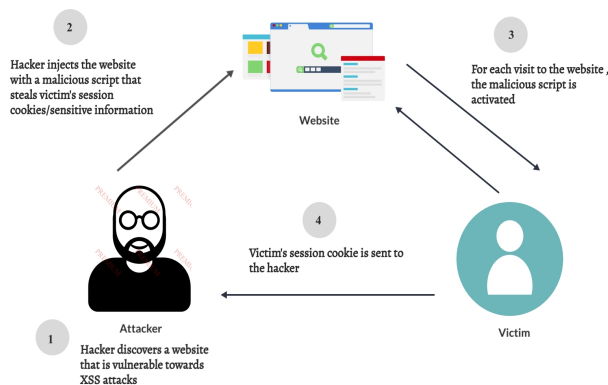 2
Hacker injects the website
with a malicious script that
steals victim's session
cookies/sensitive information
Website
3
For each visit to the website ,
the malicious script is
activated
4
Victim's session cookie is sent to
the hacker
Attacker
Victim
1
Hacker discovers a website
that is vulnerable towards
XSS attacks